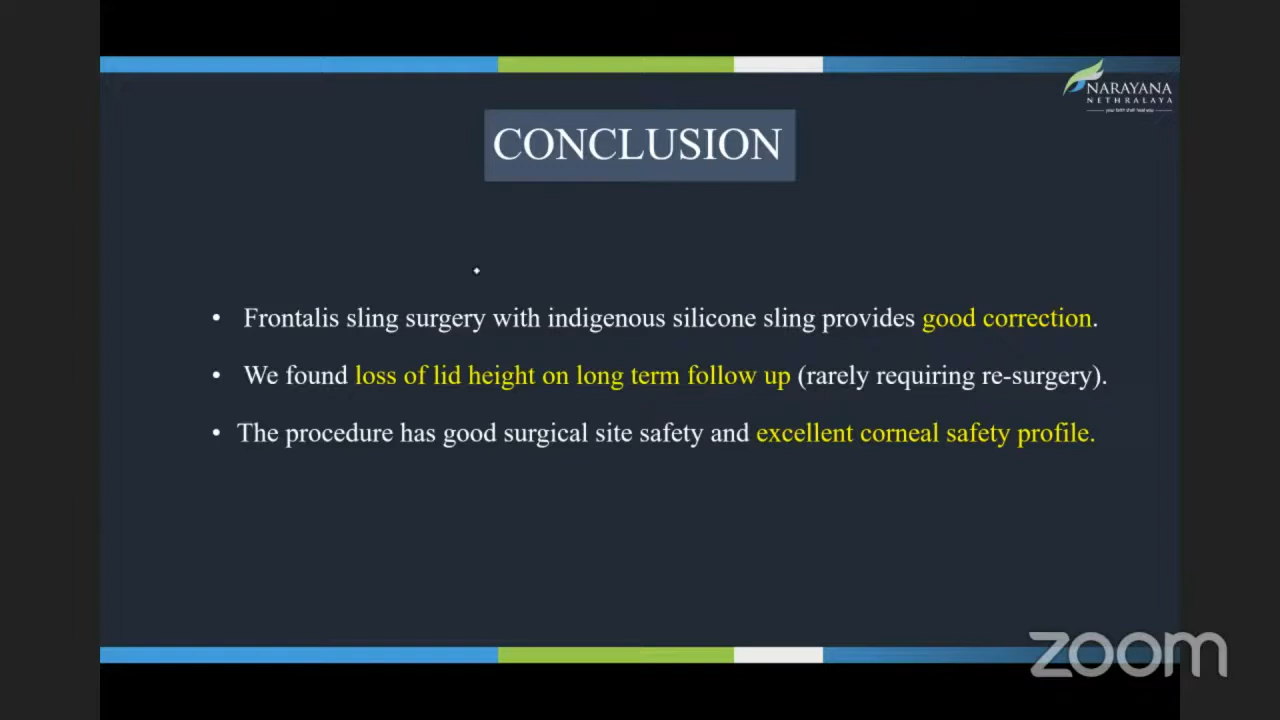 NARAYANA
NETHRALAYA
CONCLUSION
• Frontalis sling surgery with indigenous silicone sling provides good correction.
• We found loss of lid height on long term follow up (rarely requiring re-surgery).
• The procedure has good surgical site safety and excellent corneal safety profile.
zoom